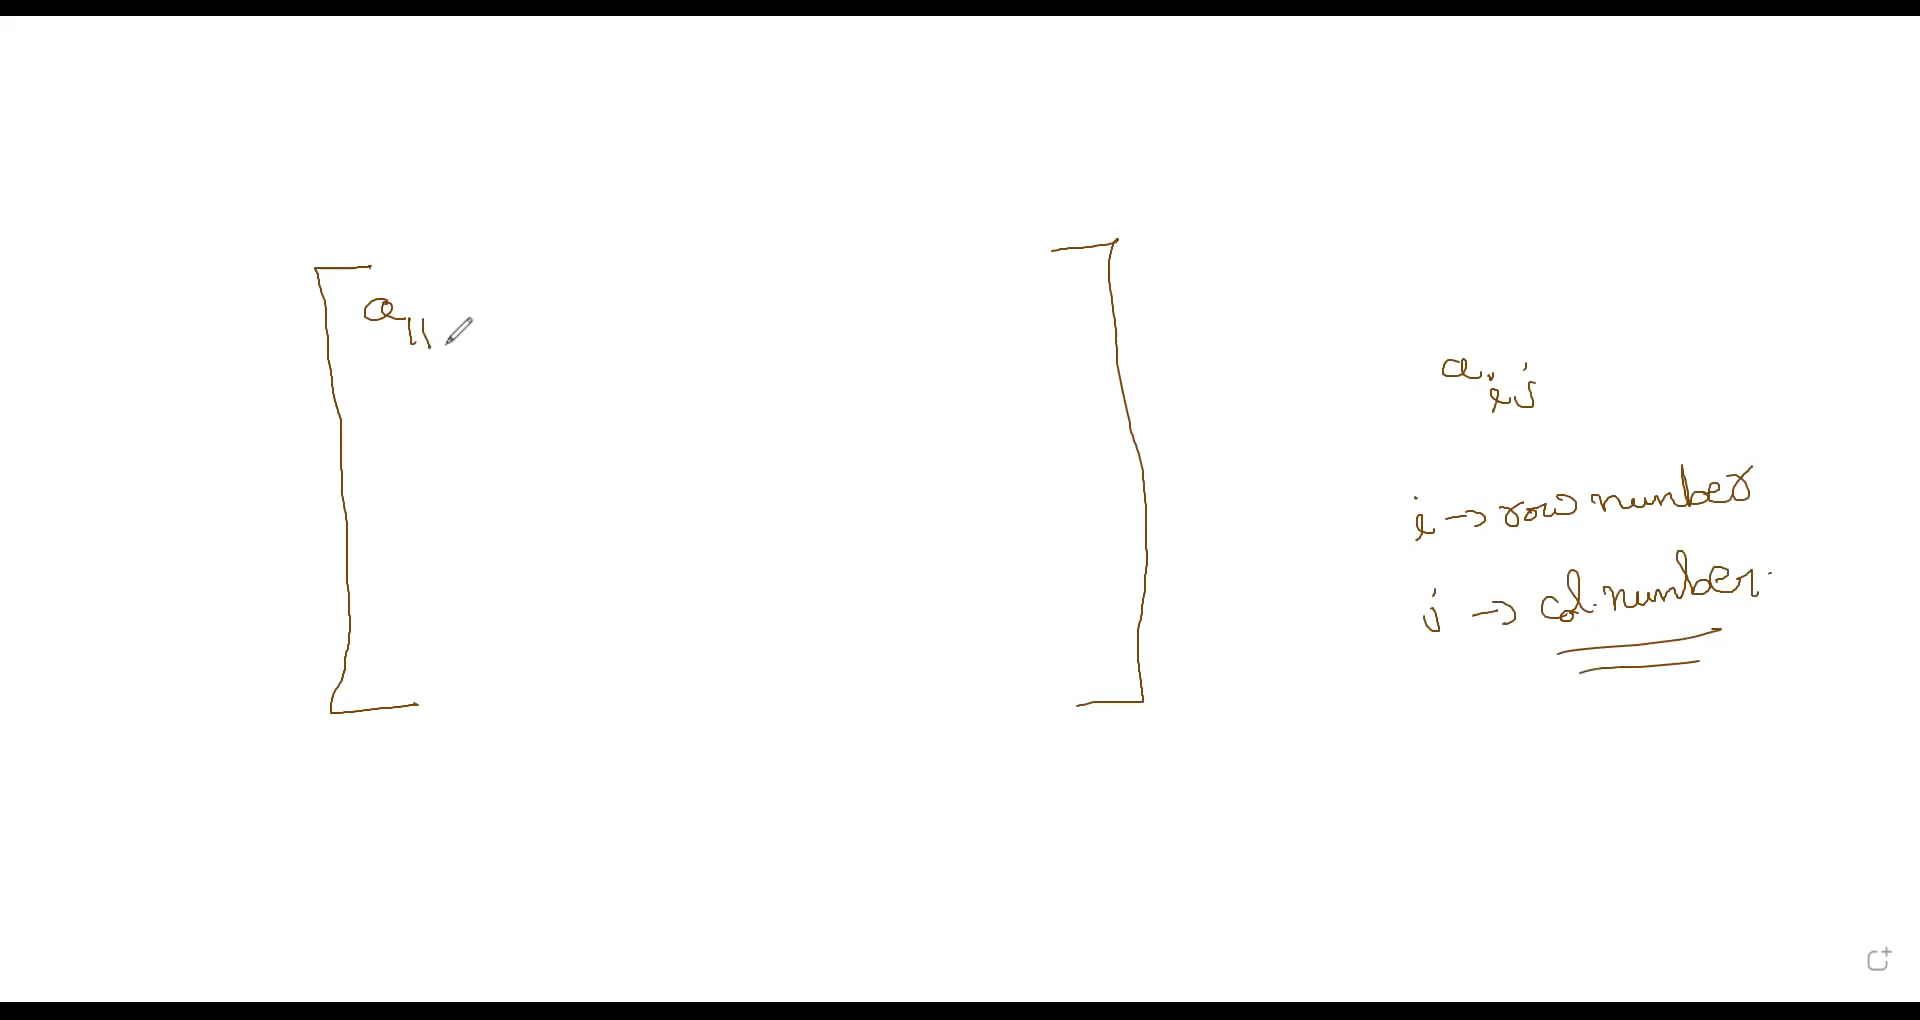 a₁₁
aᵢⱼ
i → row number
j → col. number.